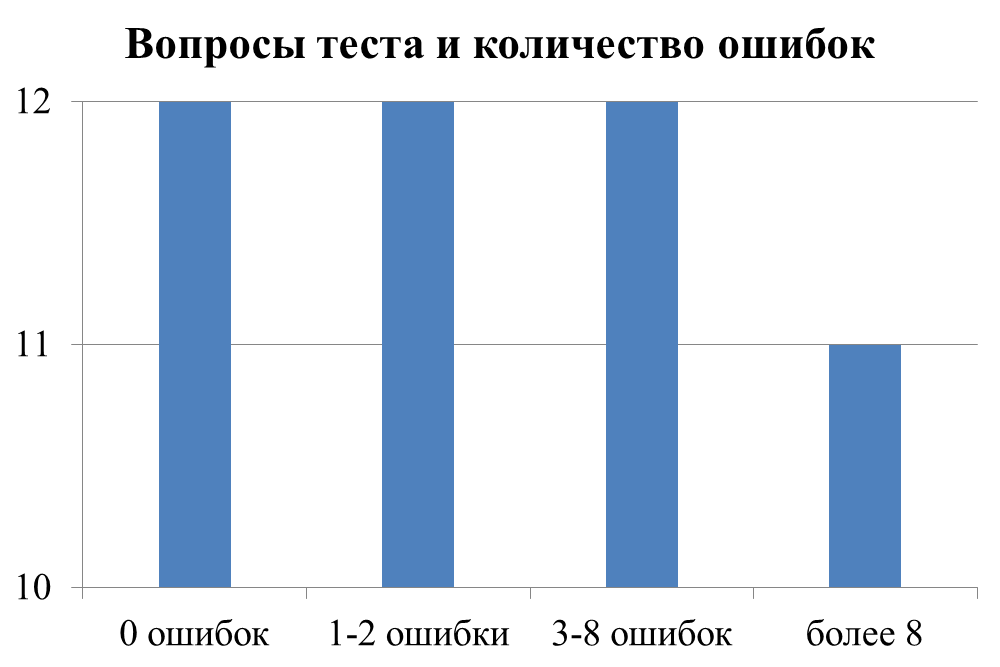 Вопросы теста и количество ошибок
12
11
10
0 ошибок
1-2 ошибки
3-8 ошибок
более 8